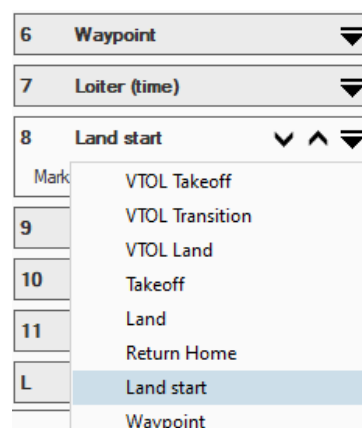 6 Waypoint
7 Loiter (time)
8 Land start
Mark
VTOL Takeoff
VTOL Transition
9
VTOL Land
10 Takeoff
Land
11
Return Home
L Land start
Waypoint